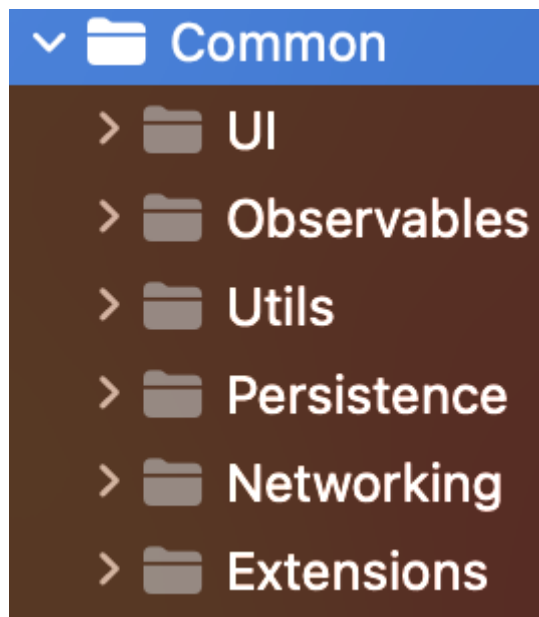 Common
UI
Observables
Utils
Persistence
Networking
Extensions